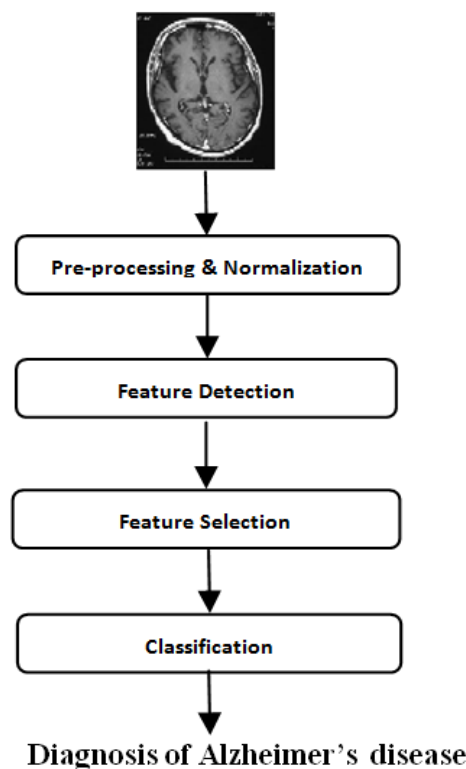 Pre-processing & Normalization
Feature Detection
Feature Selection
Classification
Diagnosis of Alzheimer's disease